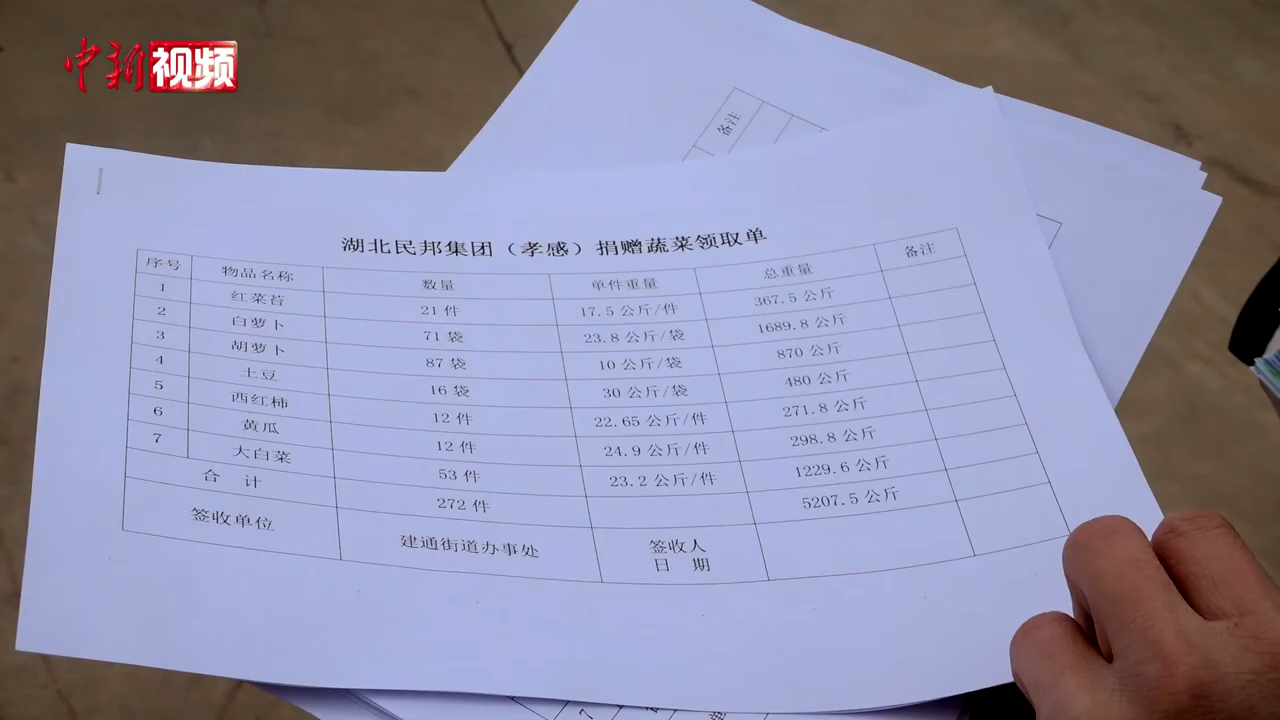 中新视频
备注
湖北民邦集团（孝感）捐赠蔬菜领取单
序号 物品名称 数量 单件重量 总重量 备注
1 红菜苔 21 件 17.5 公斤/件 367.5 公斤
2 白萝卜 71 袋 23.8 公斤/袋 1689.8 公斤
3 胡萝卜 87 袋 10 公斤/袋 870 公斤
4 土豆 16 袋 30 公斤/袋 480 公斤
5 西红柿 12 件 22.65 公斤/件 271.8 公斤
6 黄瓜 12 件 24.9 公斤/件 298.8 公斤
7 大白菜 53 件 23.2 公斤/件 1229.6 公斤
合 计 272 件 5207.5 公斤
签收单位 建通街道办事处 签收人
日 期
7